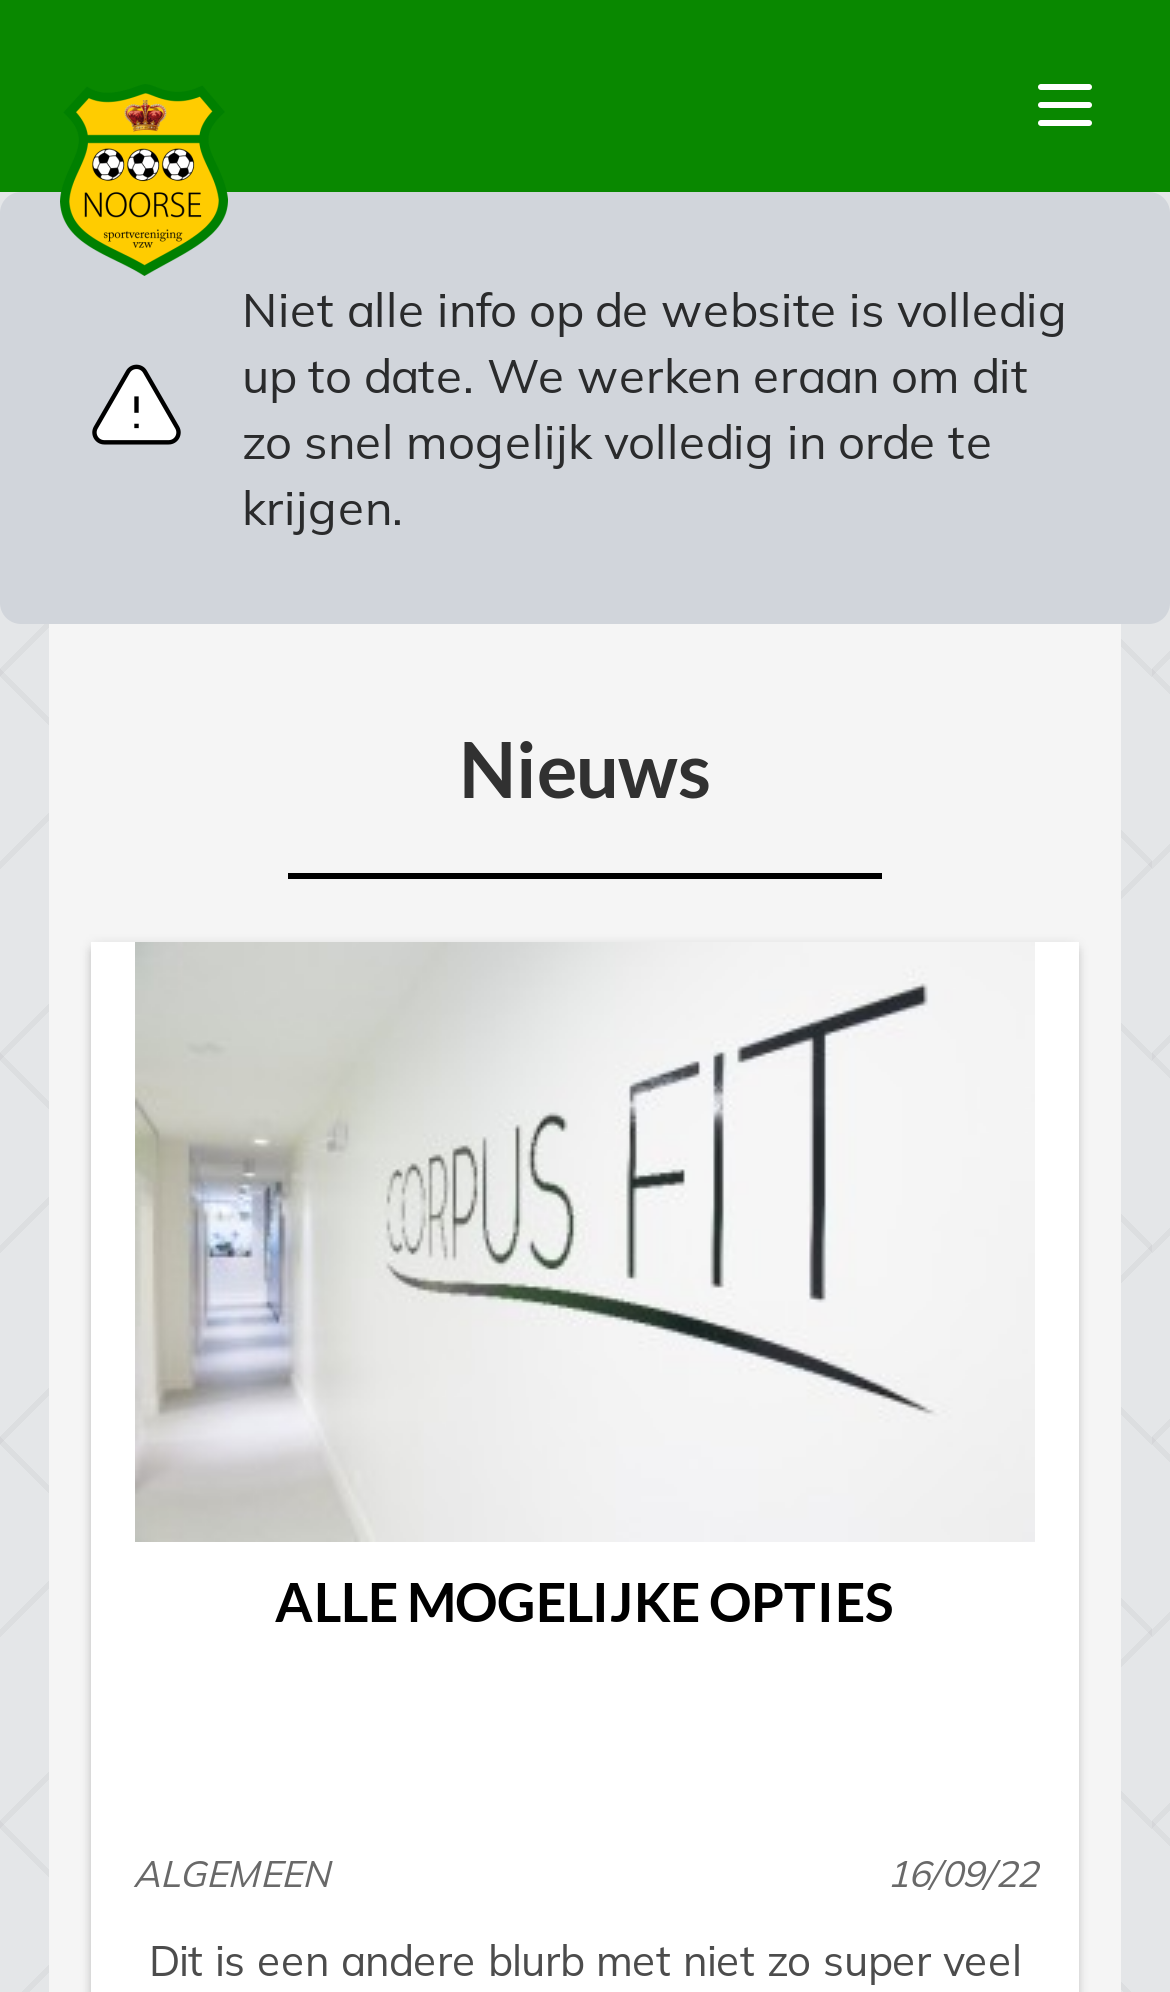 NOORSE
sportvereniging
vzw
Niet alle info op de website is volledig
up to date. We werken eraan om dit
zo snel mogelijk volledig in orde te
krijgen.
Nieuws
CORPUS FIT
ALLE MOGELIJKE OPTIES
ALGEMEEN 16/09/22
Dit is een andere blurb met niet zo super veel